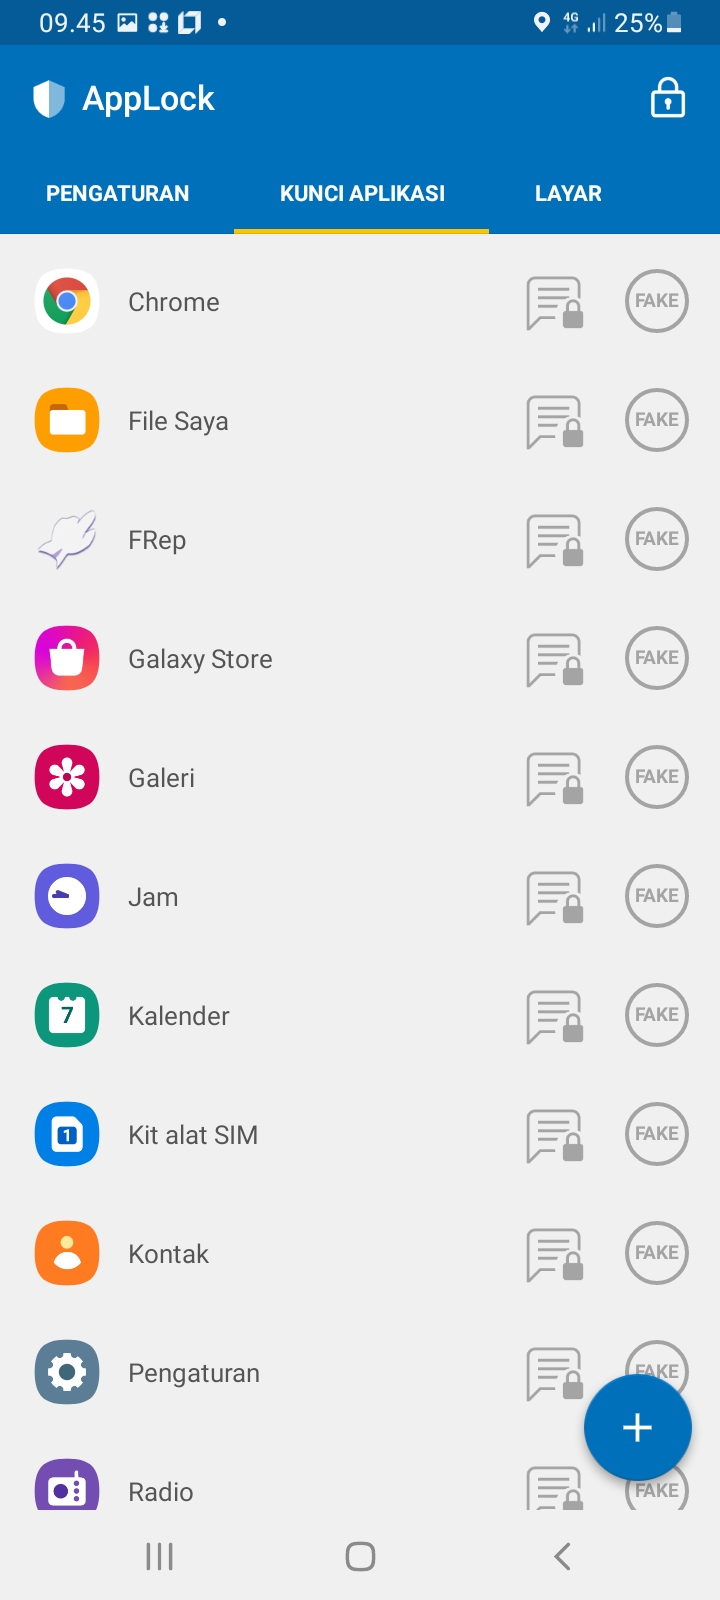 09.45 4G 25%
AppLock
PENGATURAN KUNCI APLIKASI LAYAR
Chrome FAKE
File Saya FAKE
FRep FAKE
Galaxy Store FAKE
Galeri FAKE
Jam FAKE
7 Kalender FAKE
1 Kit alat SIM FAKE
Kontak FAKE
Pengaturan FAKE
Radio FAKE